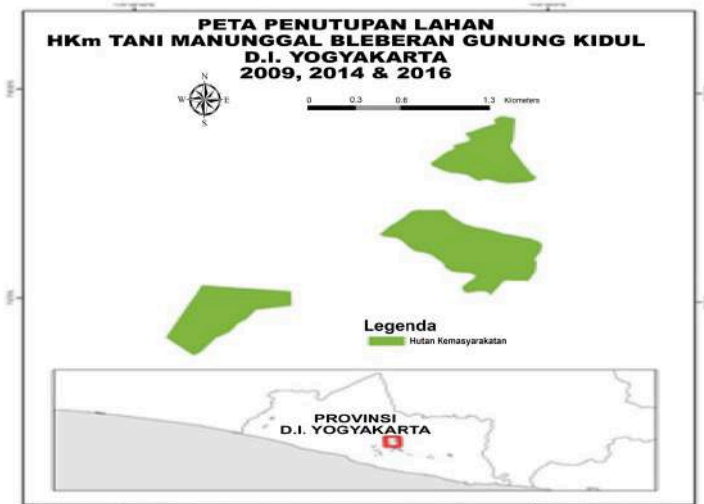 PETA PENUTUPAN LAHAN
HKm TANI MANUNGGAL BLEBERAN GUNUNG KIDUL
D.I. YOGYAKARTA
2009, 2014 & 2016
N
W E
S
0 0.3 0.6 1.3 Kilometers
Legenda
Hutan Kemasyarakatan
PROVINSI
D.I. YOGYAKARTA